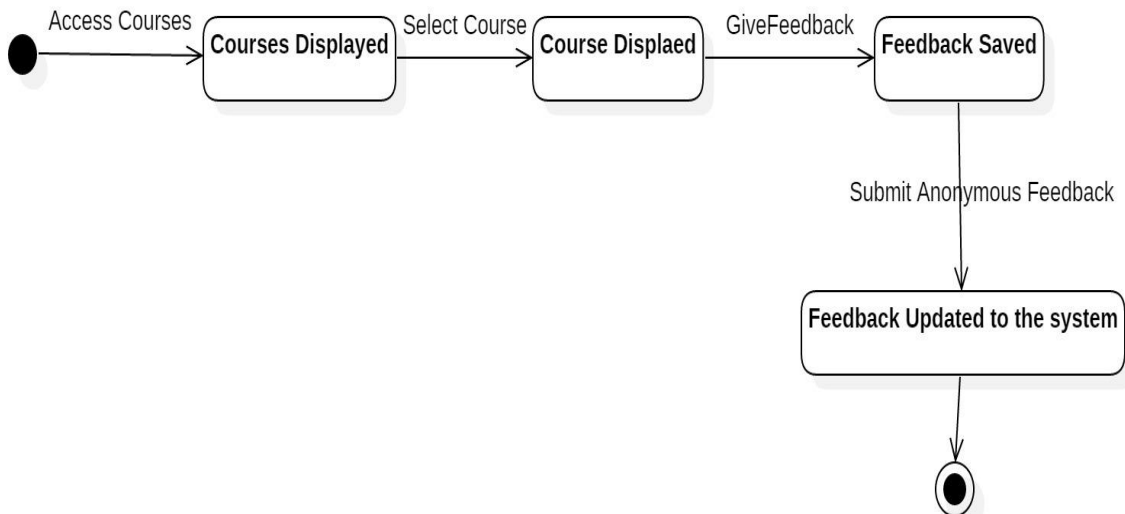 Access Courses
Courses Displayed
Select Course
Course Displaed
GiveFeedback
Feedback Saved
Submit Anonymous Feedback
Feedback Updated to the system